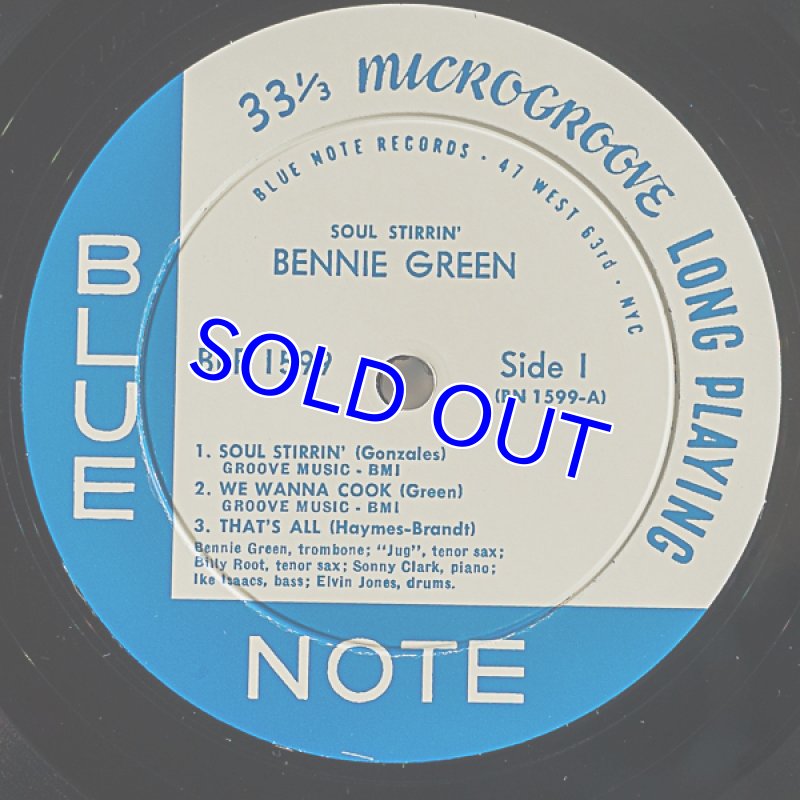 33⅓ MICROGROOVE LONG PLAYING
BLUE NOTE RECORDS · 47 WEST 63rd · NYC
SOUL STIRRIN'
BENNIE GREEN
1599
Side 1
(BN 1599-A)
SOLD OUT
1. SOUL STIRRIN' (Gonzales)
GROOVE MUSIC - BMI
2. WE WANNA COOK (Green)
GROOVE MUSIC - BMI
3. THAT'S ALL (Haymes-Brandt)
Bennie Green, trombone; "Jug", tenor sax;
Billy Root, tenor sax; Sonny Clark, piano;
Ike Isaacs, bass; Elvin Jones, drums.
BLUE
NOTE